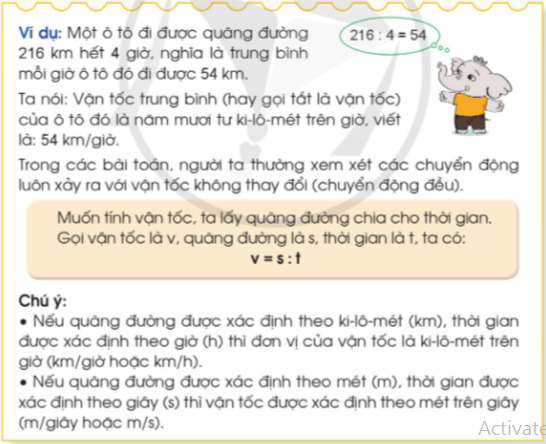 Ví dụ: Một ô tô đi được quãng đường
216 : 4 = 54
216 km hết 4 giờ, nghĩa là trung bình
mỗi giờ ô tô đó đi được 54 km.
Ta nói: Vận tốc trung bình (hay gọi tắt là vận tốc)
của ô tô đó là năm mươi tư ki-lô-mét trên giờ, viết
là: 54 km/giờ.
Trong các bài toán, người ta thường xem xét các chuyển động
luôn xảy ra với vận tốc không thay đổi (chuyển động đều).
Muốn tính vận tốc, ta lấy quãng đường chia cho thời gian.
Gọi vận tốc là v, quãng đường là s, thời gian là t, ta có:
v = s : t
Chú ý:
• Nếu quãng đường được xác định theo ki-lô-mét (km), thời gian
được xác định theo giờ (h) thì đơn vị của vận tốc là ki-lô-mét trên
giờ (km/giờ hoặc km/h).
• Nếu quãng đường được xác định theo mét (m), thời gian được
xác định theo giây (s) thì vận tốc được xác định theo mét trên giây
(m/giây hoặc m/s).
Activate